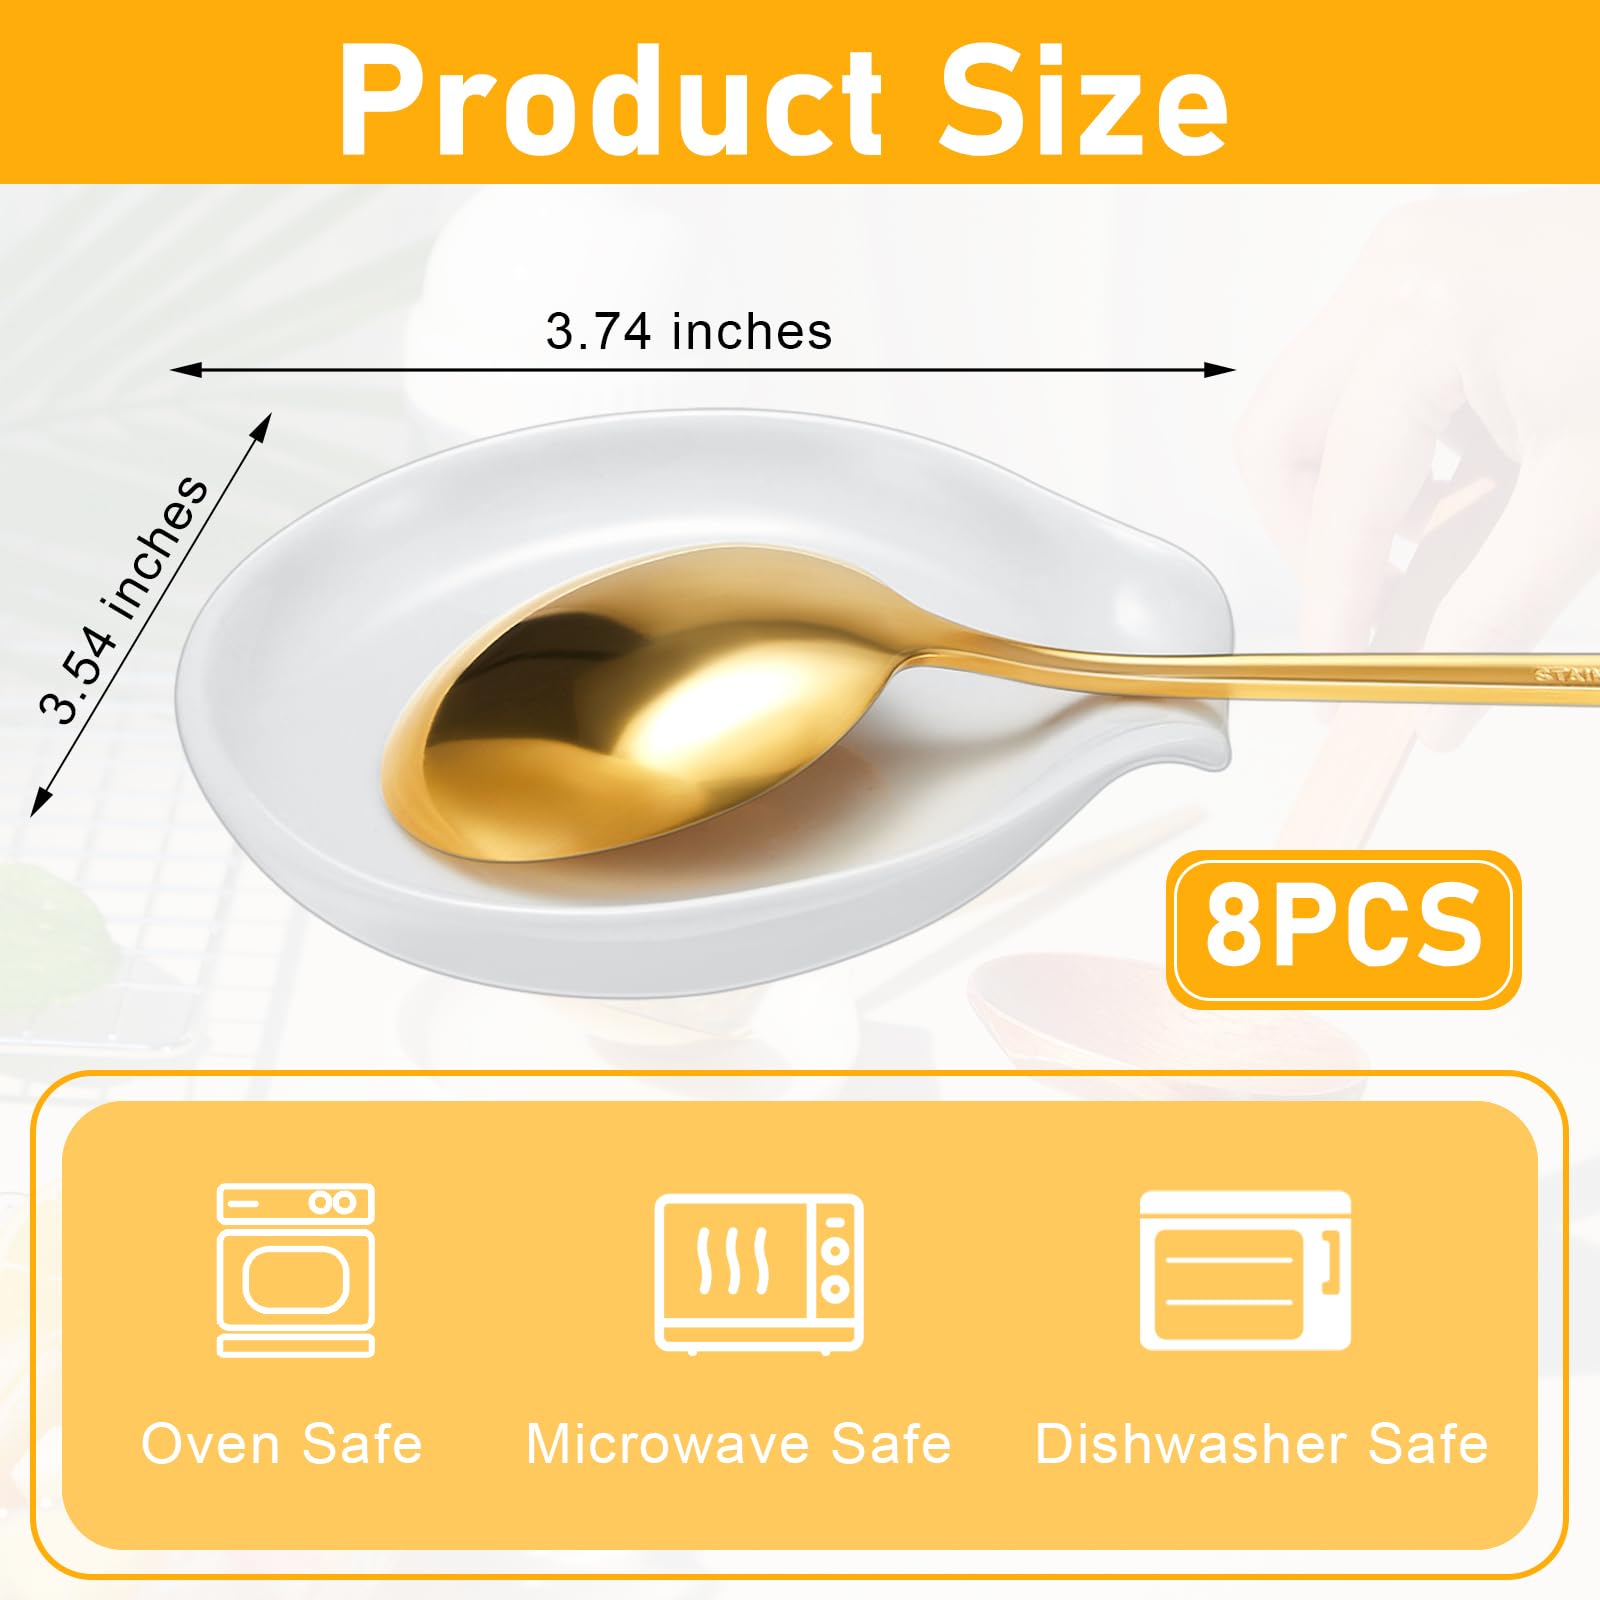 Product Size
3.74 inches
3.54 inches
8PCS
Oven Safe
Microwave Safe
Dishwasher Safe